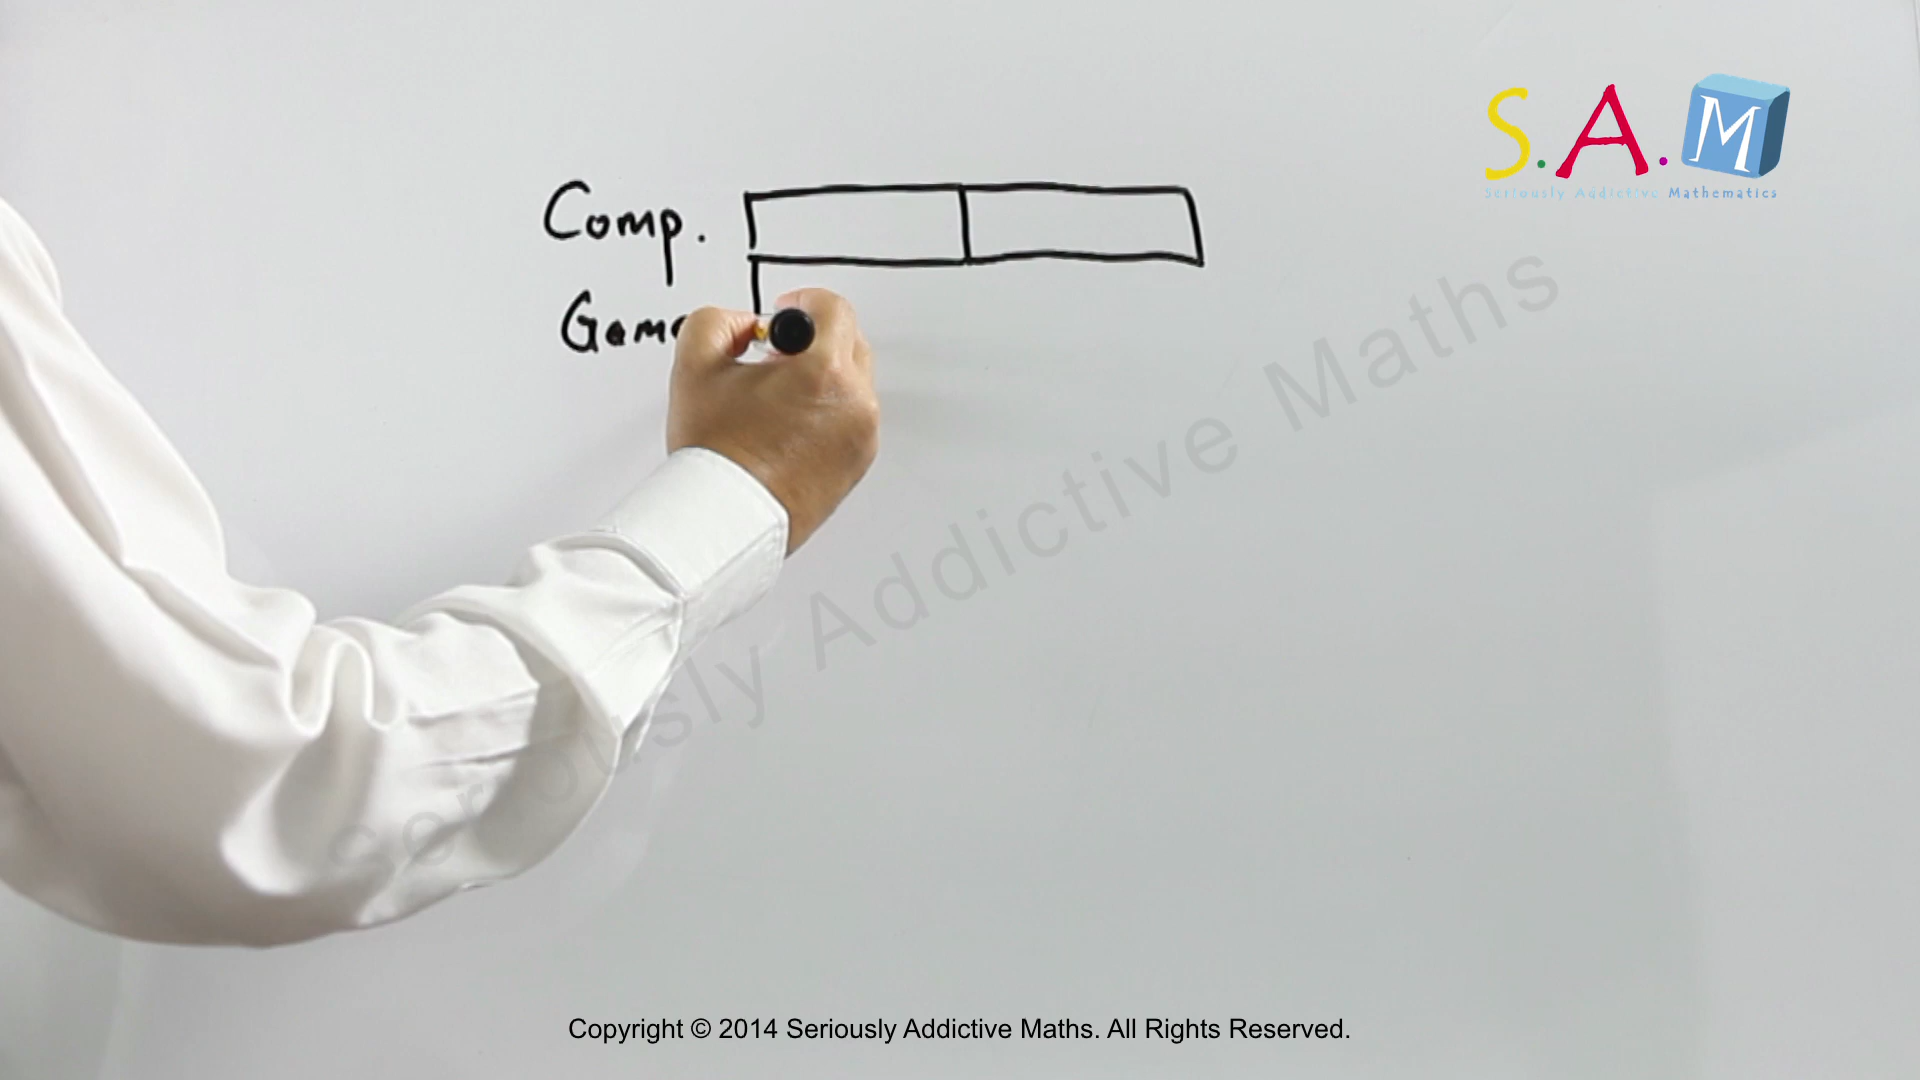 S.A.M
Seriously Addictive Mathematics
Comp.
Seriously Addictive Maths
Copyright © 2014 Seriously Addictive Maths. All Rights Reserved.